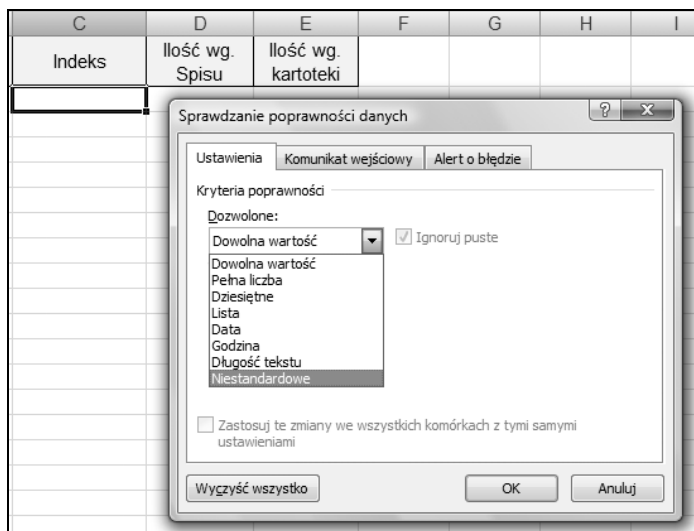 C D E F G H I
Indeks
Ilość wg.
Spisu
Ilość wg.
kartoteki
Sprawdzanie poprawności danych
Ustawienia Komunikat wejściowy Alert o błędzie
Kryteria poprawności
Dozwolone:
Dowolna wartość Ignoruj puste
Dowolna wartość
Pełna liczba
Dziesiętne
Lista
Data
Godzina
Długość tekstu
Niestandardowe
Zastosuj te zmiany we wszystkich komórkach z tymi samymi
ustawieniami
Wyczyść wszystko OK Anuluj